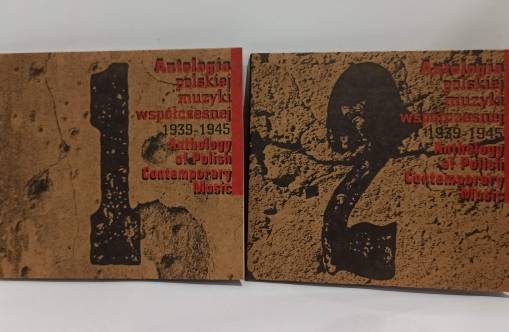 1
Antologia
polskiej
muzyki
współczesnej
1939-1945
Anthology
of Polish
Contemporary
Music
2
Antologia
polskiej
muzyki
współczesnej
1939-1945
Anthology
of Polish
Contemporary
Music